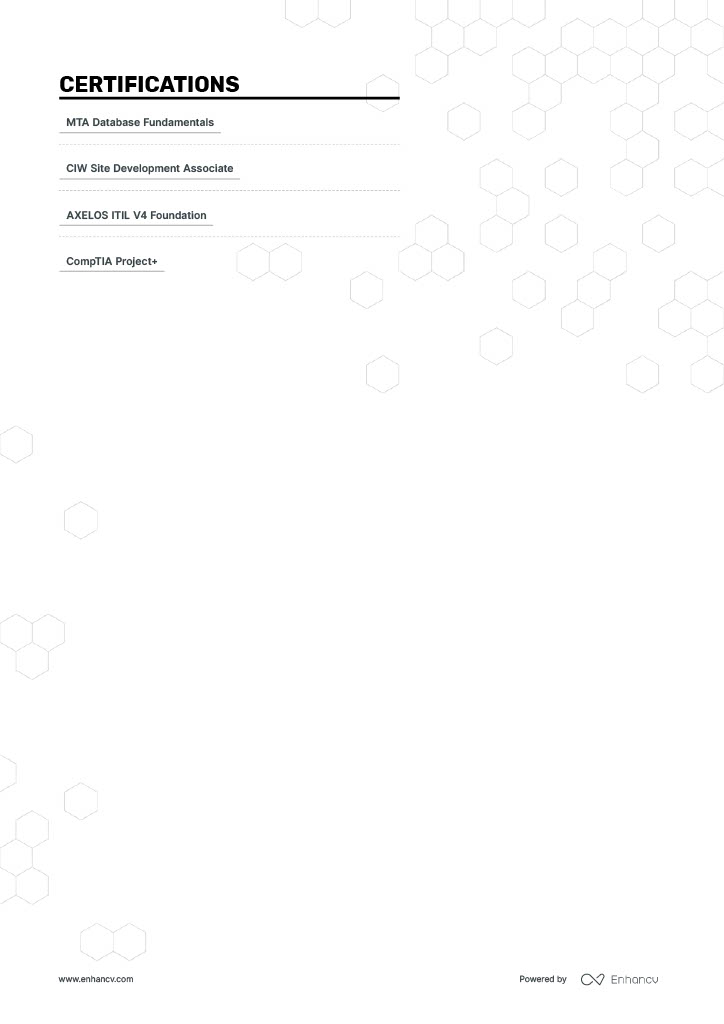 CERTIFICATIONS
MTA Database Fundamentals
CIW Site Development Associate
AXELOS ITIL V4 Foundation
CompTIA Project+
www.enhancv.com
Powered by Enhancv